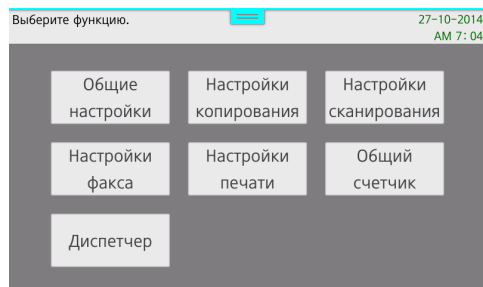 Выберите функцию.
27-10-2014
AM 7:04
Общие
настройки
Настройки
копирования
Настройки
сканирования
Настройки
факса
Настройки
печати
Общий
счетчик
Диспетчер